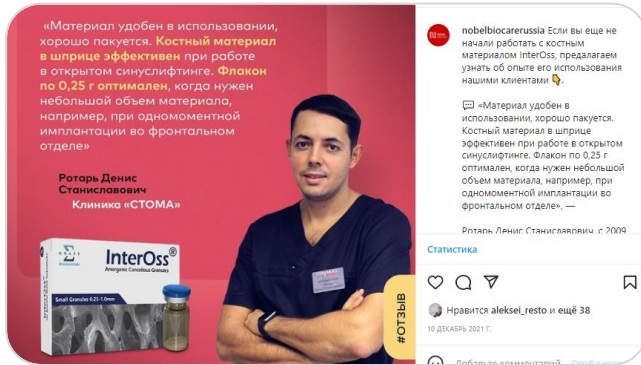 «Материал удобен в использовании,
хорошо пакуется. Костный материал
в шприце эффективен при работе
в открытом синуслифтинге. Флакон
по 0,25 г оптимален, когда нужен
небольшой объем материала,
например, при одномоментной
имплантации во фронтальном
отделе»
Ротарь Денис
Станиславович
Клиника «СТОМА»
InterOss®
Anorganic Cancellous Granules
Small Granules 0.25-1.0mm
#ОТЗЫВ
nobelbiocarerussia Если вы еще не
начали работать с костным
материалом InterOss, предлагаем
узнать об опыте его использования
нашими клиентами 👇.
💬 «Материал удобен в
использовании, хорошо пакуется.
Костный материал в шприце
эффективен при работе в открытом
синуслифтинге. Флакон по 0,25 г
оптимален, когда нужен небольшой
объем материала, например, при
одномоментной имплантации во
фронтальном отделе», —
Ротарь Денис Станиславович, с 2009
Статистика
Нравится aleksei_resto и ещё 38
10 ДЕКАБРЬ 2021 Г.
Добавьте комментарий...